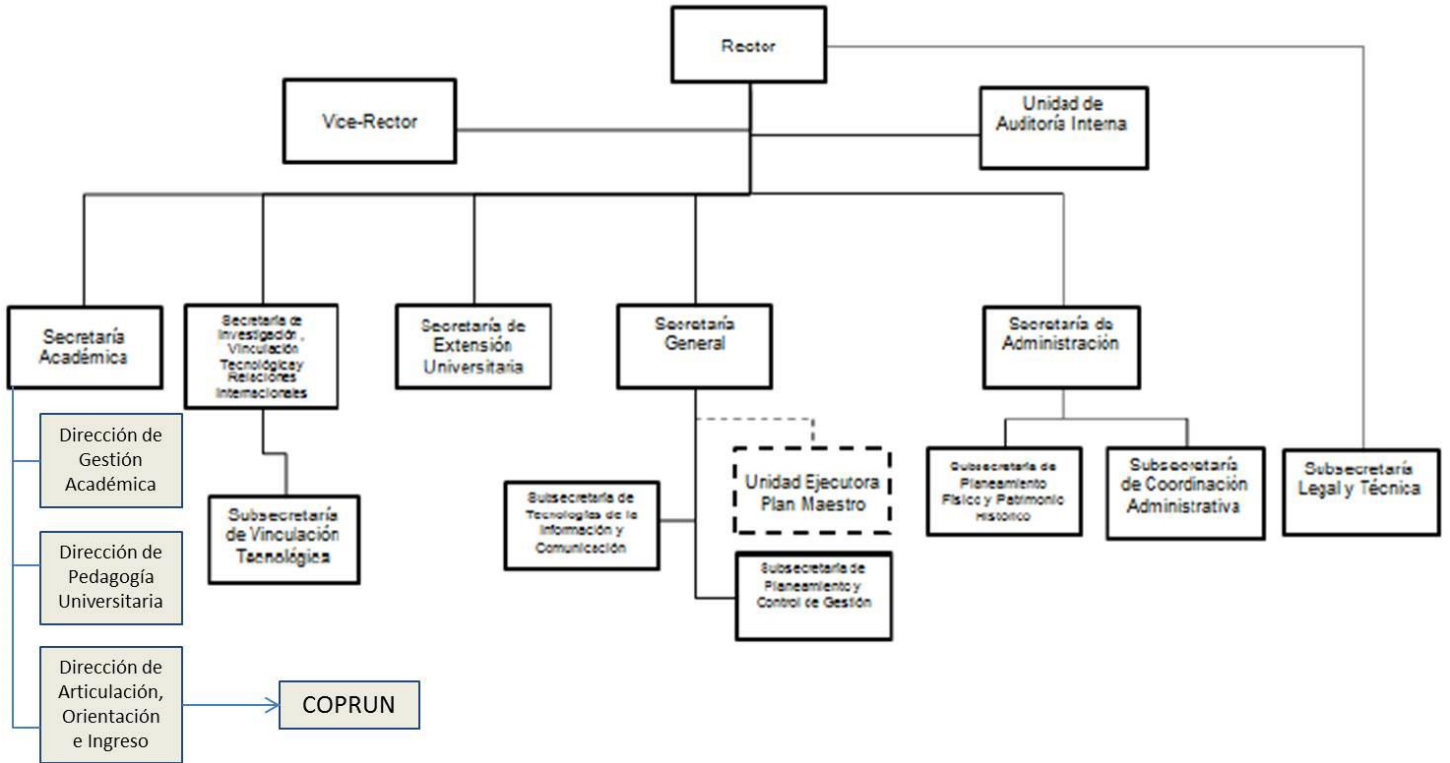 Rector
Vice-Rector
Unidad de
Auditoría Interna
Secretaría
Académica
Secretaría de
Investigación ,
Vinculación
Tecnológica y
Relaciones
Internacionales
Secretaría de
Extensión
Universitaria
Secretaría
General
Secretaría de
Administración
Dirección de
Gestión
Académica
Dirección de
Pedagogía
Universitaria
Dirección de
Articulación,
Orientación
e Ingreso
COPRUN
Subsecretaría
de Vinculación
Tecnológica
Subsecretaría de
Tecnologías de la
Información y
Comunicación
Unidad Ejecutora
Plan Maestro
Subsecretaría de
Planeamiento y
Control de Gestión
Subsecretaría de
Planeamiento
Físico y Patrimonio
Histórico
Subsecretaría
de Coordinación
Administrativa
Subsecretaría
Legal y Técnica